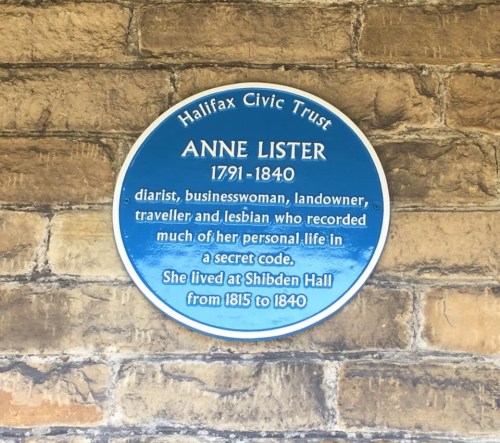 Halifax Civic Trust
ANNE LISTER
1791-1840
diarist, businesswoman, landowner,
traveller and lesbian who recorded
much of her personal life in
a secret code.
She lived at Shibden Hall
from 1815 to 1840